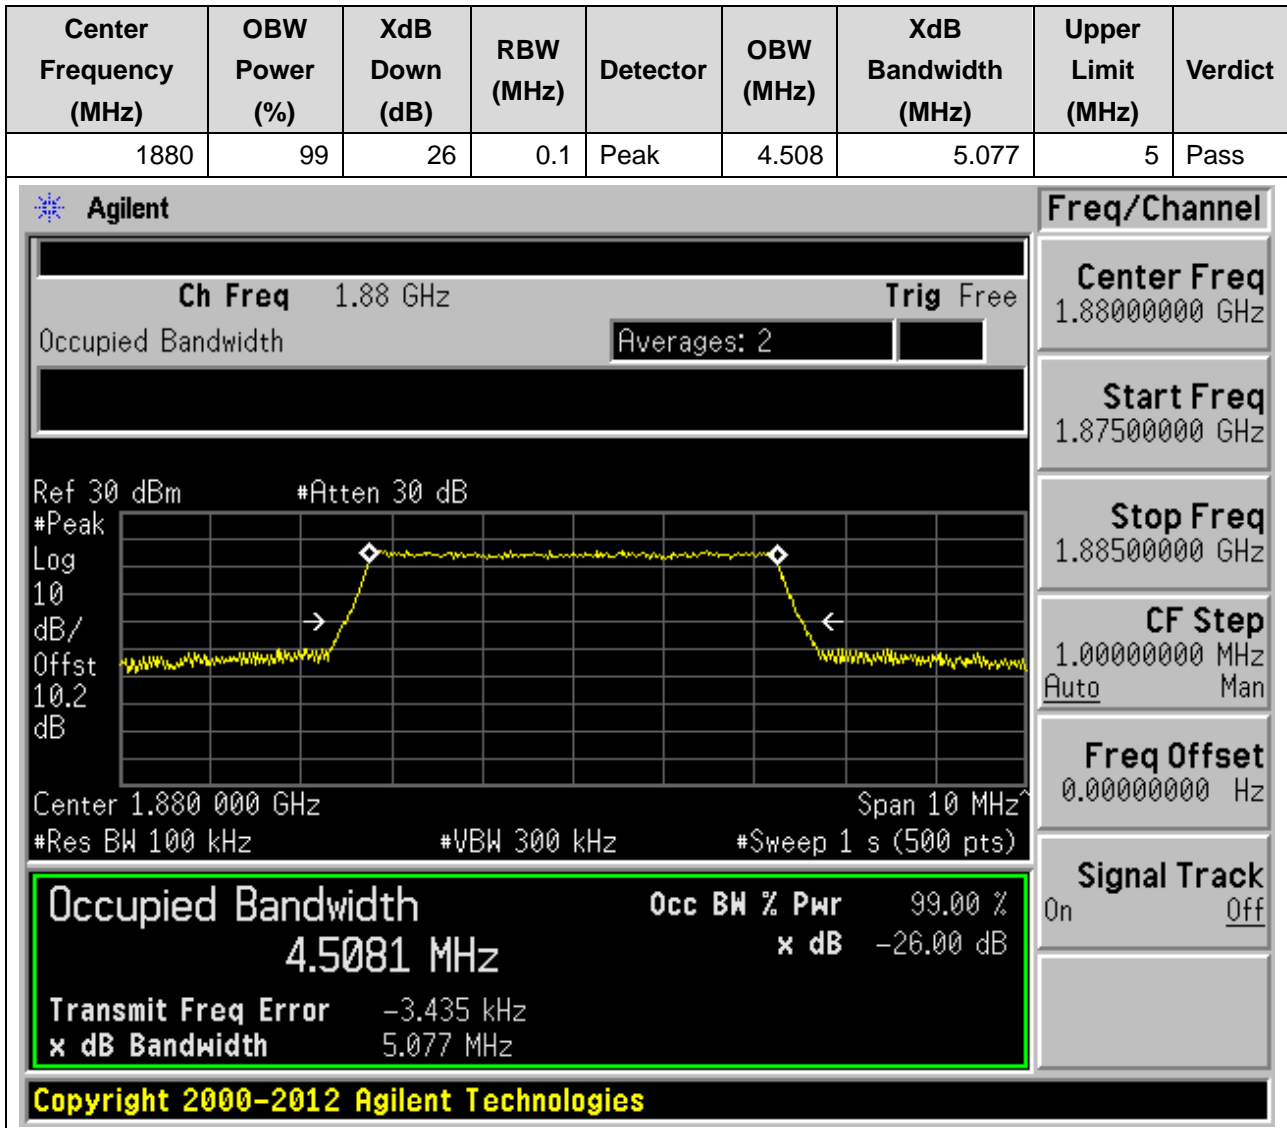 Center Frequency (MHz) OBW Power (%) XdB Down (dB) RBW (MHz) Detector OBW (MHz) XdB Bandwidth (MHz) Upper Limit (MHz) Verdict
1880 99 26 0.1 Peak 4.508 5.077 5 Pass
Agilent
Freq/Channel
Ch Freq 1.88 GHz Trig Free
Occupied Bandwidth Averages: 2
Center Freq
1.88000000 GHz
Start Freq
1.87500000 GHz
Stop Freq
1.88500000 GHz
CF Step
1.00000000 MHz
Auto Man
Freq Offset
0.00000000 Hz
Signal Track
On Off
Ref 30 dBm #Atten 30 dB
#Peak
Log
10
dB/
Offst
10.2
dB
Center 1.880 000 GHz Span 10 MHz^
#Res BW 100 kHz #VBW 300 kHz #Sweep 1 s (500 pts)
Occupied Bandwidth Occ BW % Pwr 99.00 %
4.5081 MHz x dB -26.00 dB
Transmit Freq Error -3.435 kHz
x dB Bandwidth 5.077 MHz
Copyright 2000-2012 Agilent Technologies